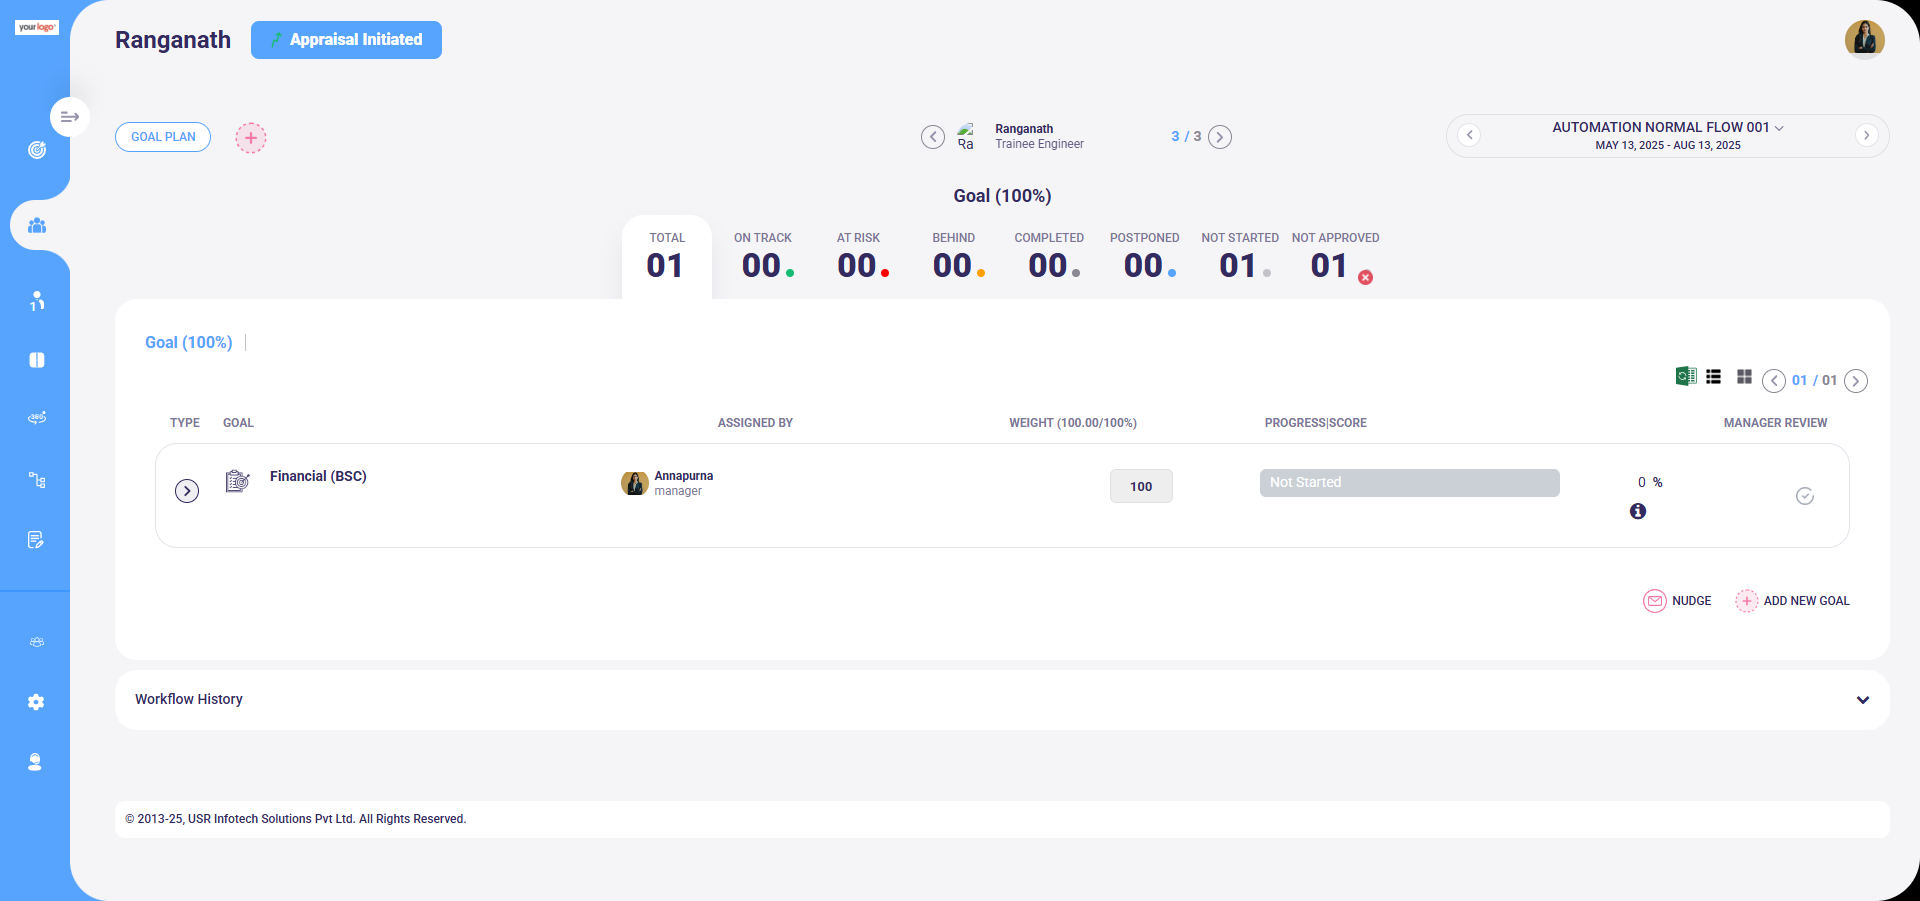 yourlogo
Ranganath
Appraisal Initiated
GOAL PLAN
Ra
Ranganath
Trainee Engineer
3 / 3
AUTOMATION NORMAL FLOW 001
MAY 13, 2025 - AUG 13, 2025
Goal (100%)
TOTAL
01
ON TRACK
00
AT RISK
00
BEHIND
00
COMPLETED
00
POSTPONED
00
NOT STARTED
01
NOT APPROVED
01
1
360
Goal (100%)
01 / 01
TYPE GOAL ASSIGNED BY WEIGHT (100.00/100%) PROGRESS|SCORE MANAGER REVIEW
Financial (BSC)
Annapurna
manager
100
Not Started
0 %
NUDGE
ADD NEW GOAL
Workflow History
© 2013-25, USR Infotech Solutions Pvt Ltd. All Rights Reserved.